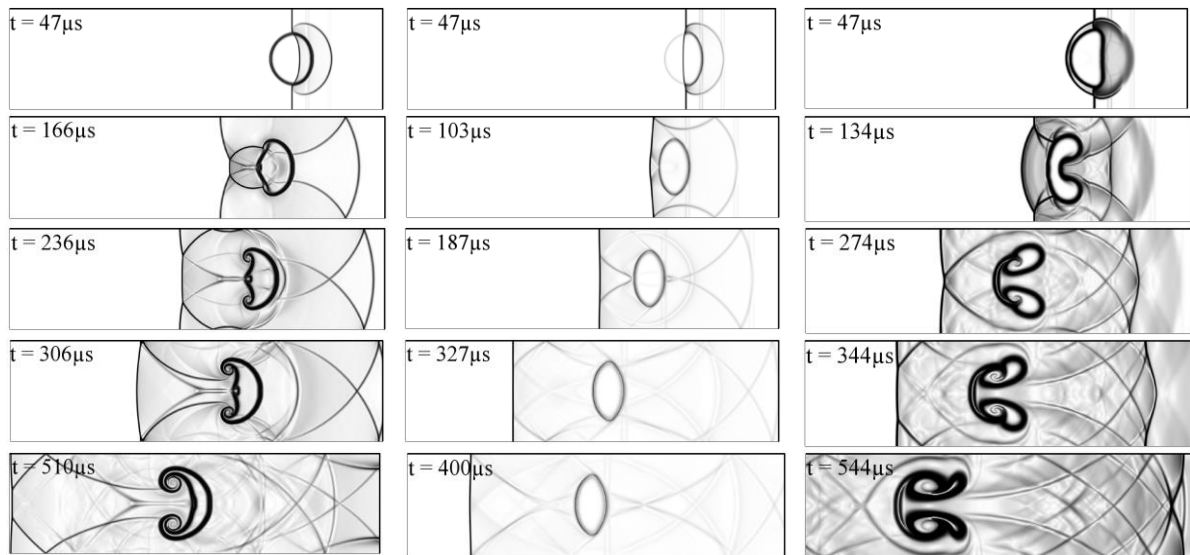 t = 47µs
t = 47µs
t = 47µs
t = 166µs
t = 103µs
t = 134µs
t = 236µs
t = 187µs
t = 274µs
t = 306µs
t = 327µs
t = 344µs
t = 510µs
t = 400µs
t = 544µs